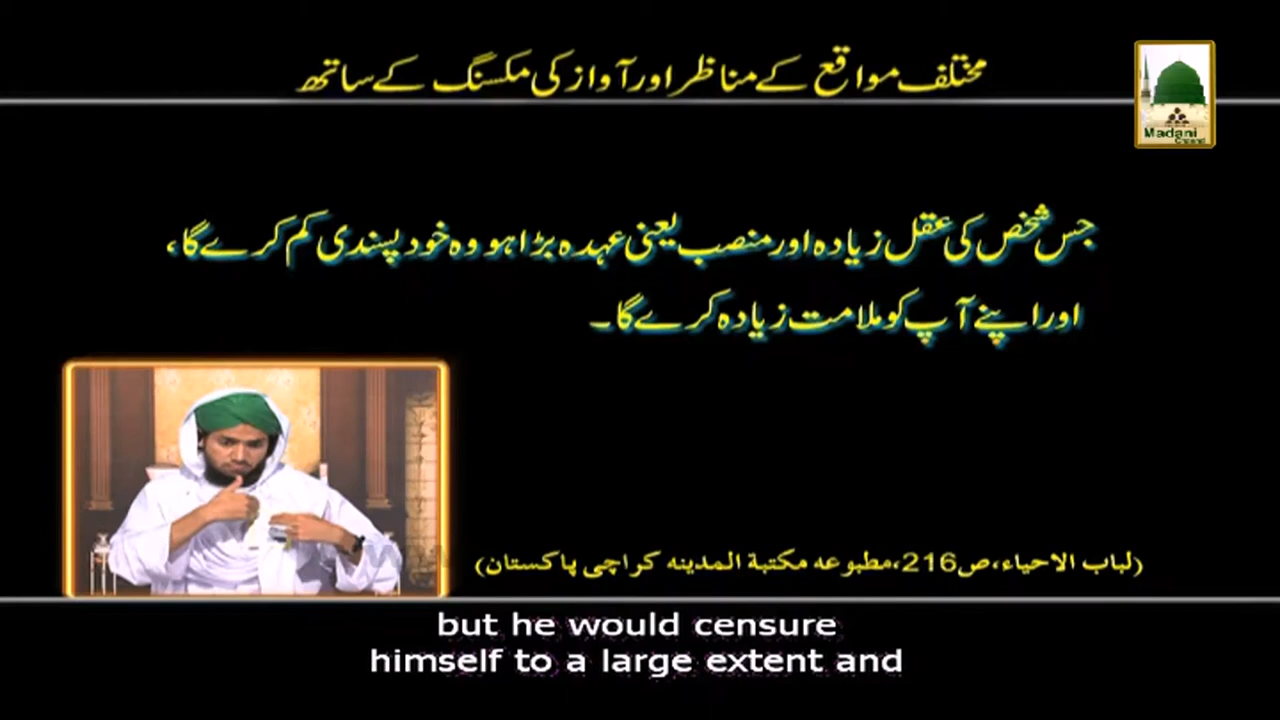 مختلف مواقع کے مناظر اور آواز کی مکسنگ کے ساتھ
Madani
Channel
جس شخص کی عقل زیادہ اور منصب یعنی عہدہ بڑا ہو وہ خود پسندی کم کرے گا،
اور اپنے آپ کو ملامت زیادہ کرے گا۔
(لباب الاحیاء،ص216،مطبوعہ مکتبة المدینہ کراچی پاکستان)
but he would censure
himself to a large extent and